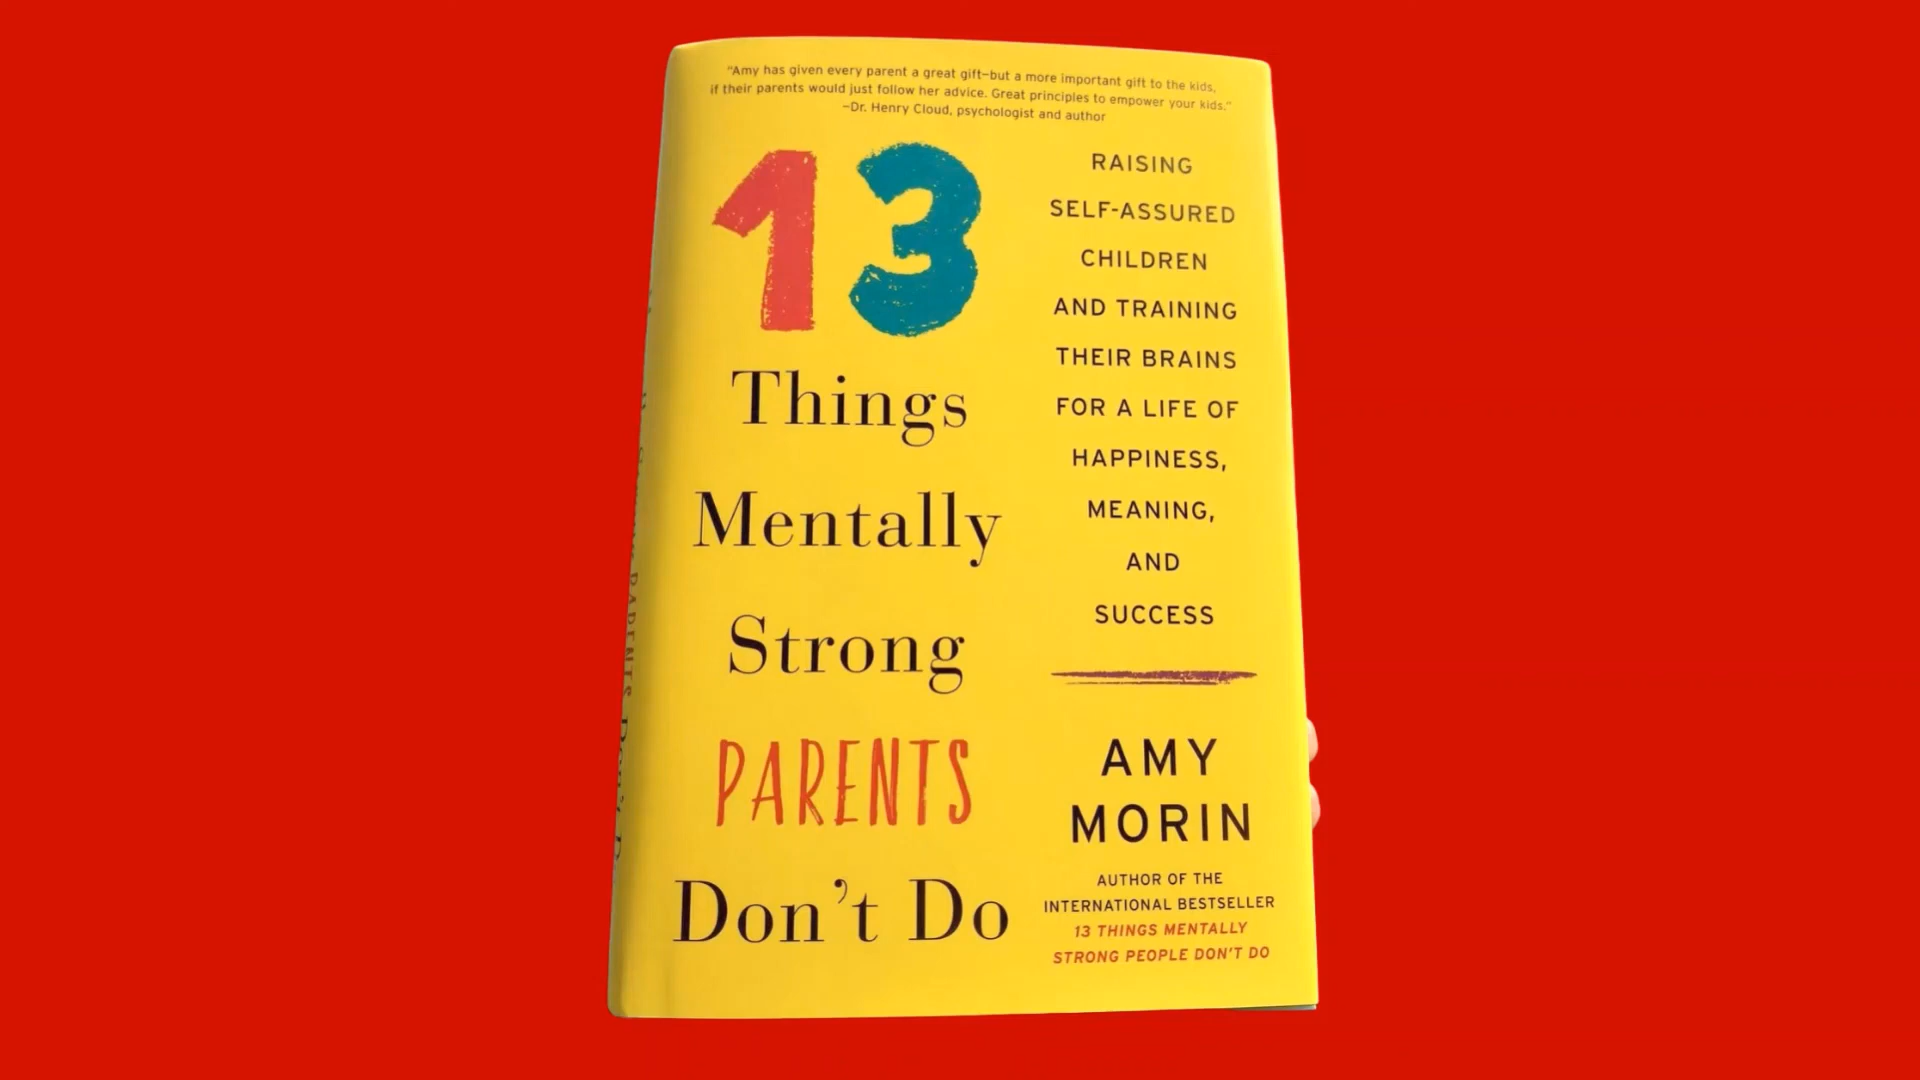 "Amy has given every parent a great gift—but a more important gift to the kids,
if their parents would just follow her advice. Great principles to empower your kids."
—Dr. Henry Cloud, psychologist and author
13
Things
Mentally
Strong
PARENTS
Don't Do
RAISING
SELF-ASSURED
CHILDREN
AND TRAINING
THEIR BRAINS
FOR A LIFE OF
HAPPINESS,
MEANING,
AND
SUCCESS
AMY
MORIN
AUTHOR OF THE
INTERNATIONAL BESTSELLER
13 THINGS MENTALLY
STRONG PEOPLE DON'T DO
PARENTS Don't D